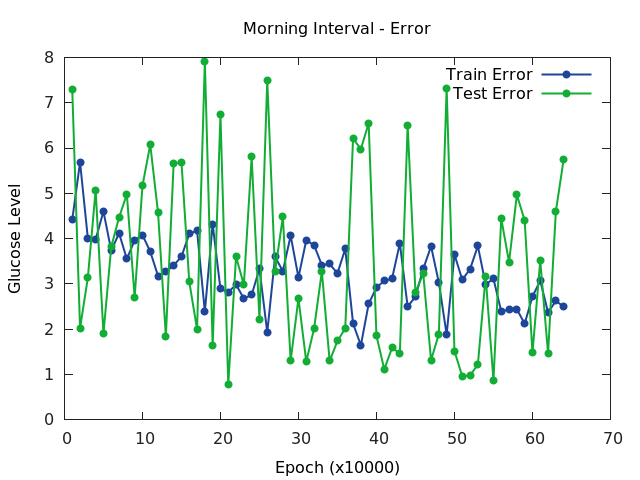 Morning Interval - Error
Train Error
Test Error
8
7
6
5
4
3
2
1
0
Glucose Level
0 10 20 30 40 50 60 70
Epoch (x10000)